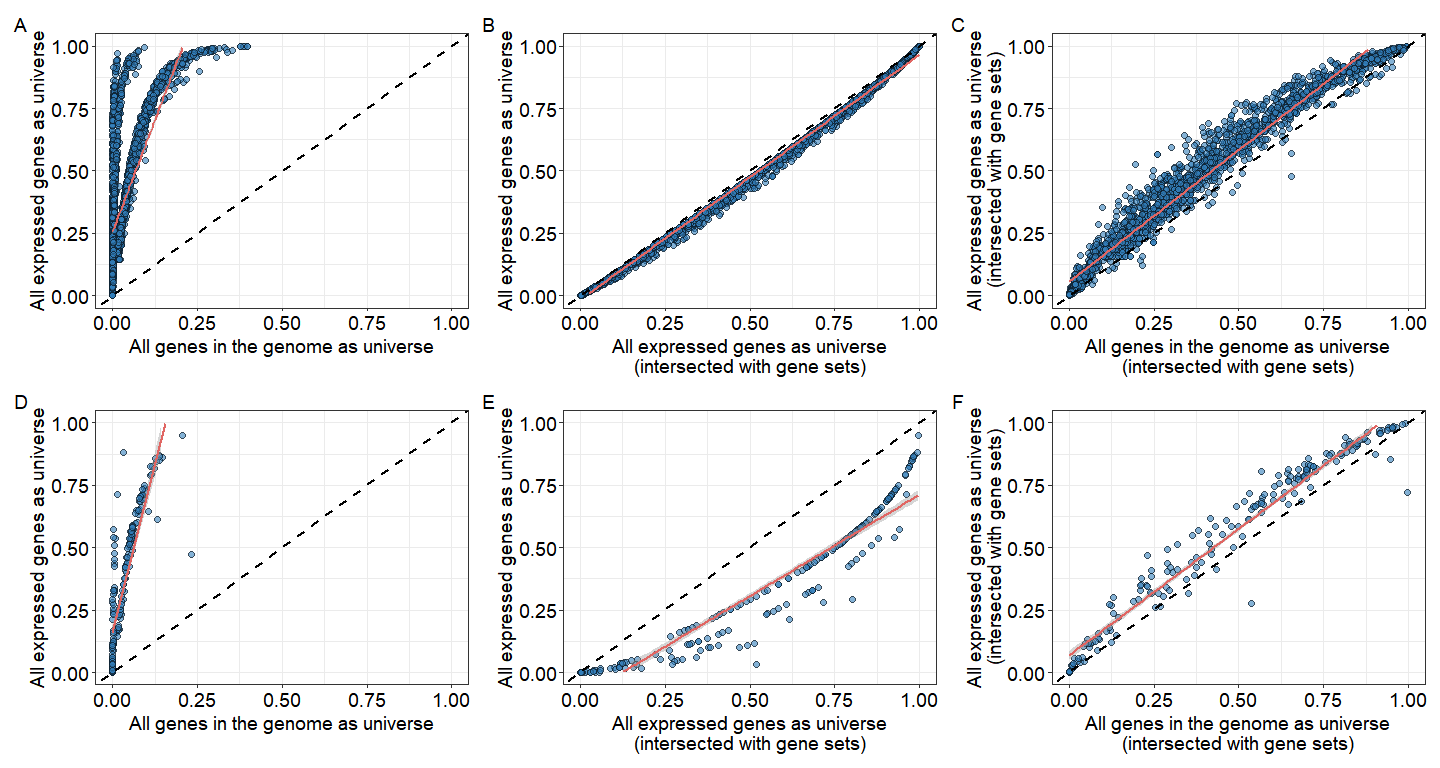 A
All expressed genes as universe
1.00
0.75
0.50
0.25
0.00
0.00 0.25 0.50 0.75 1.00
All genes in the genome as universe
B
All expressed genes as universe
1.00
0.75
0.50
0.25
0.00
0.00 0.25 0.50 0.75 1.00
All expressed genes as universe
(intersected with gene sets)
C
All expressed genes as universe
(intersected with gene sets)
1.00
0.75
0.50
0.25
0.00
0.00 0.25 0.50 0.75 1.00
All genes in the genome as universe
(intersected with gene sets)
D
All expressed genes as universe
1.00
0.75
0.50
0.25
0.00
0.00 0.25 0.50 0.75 1.00
All genes in the genome as universe
E
All expressed genes as universe
1.00
0.75
0.50
0.25
0.00
0.00 0.25 0.50 0.75 1.00
All expressed genes as universe
(intersected with gene sets)
F
All expressed genes as universe
(intersected with gene sets)
1.00
0.75
0.50
0.25
0.00
0.00 0.25 0.50 0.75 1.00
All genes in the genome as universe
(intersected with gene sets)